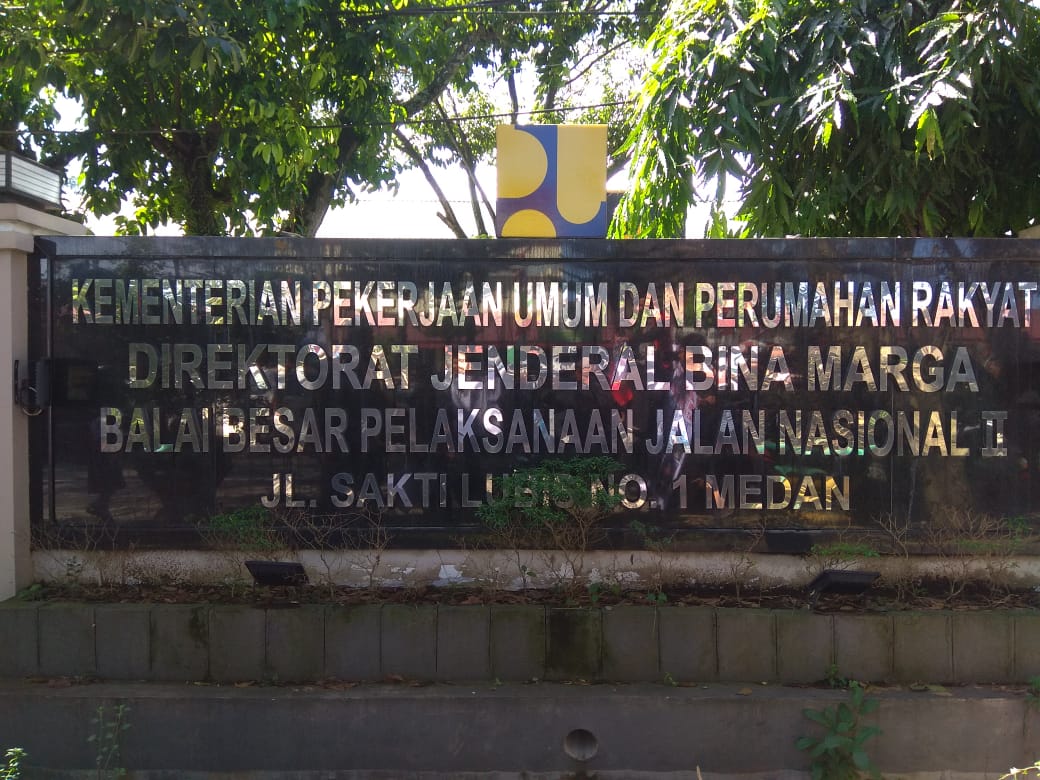 KEMENTERIAN PEKERJAAN UMUM DAN PERUMAHAN RAKYAT
DIREKTORAT JENDERAL BINA MARGA
BALAI BESAR PELAKSANAAN JALAN NASIONAL II
JL. SAKTI LUBIS NO. 1 MEDAN